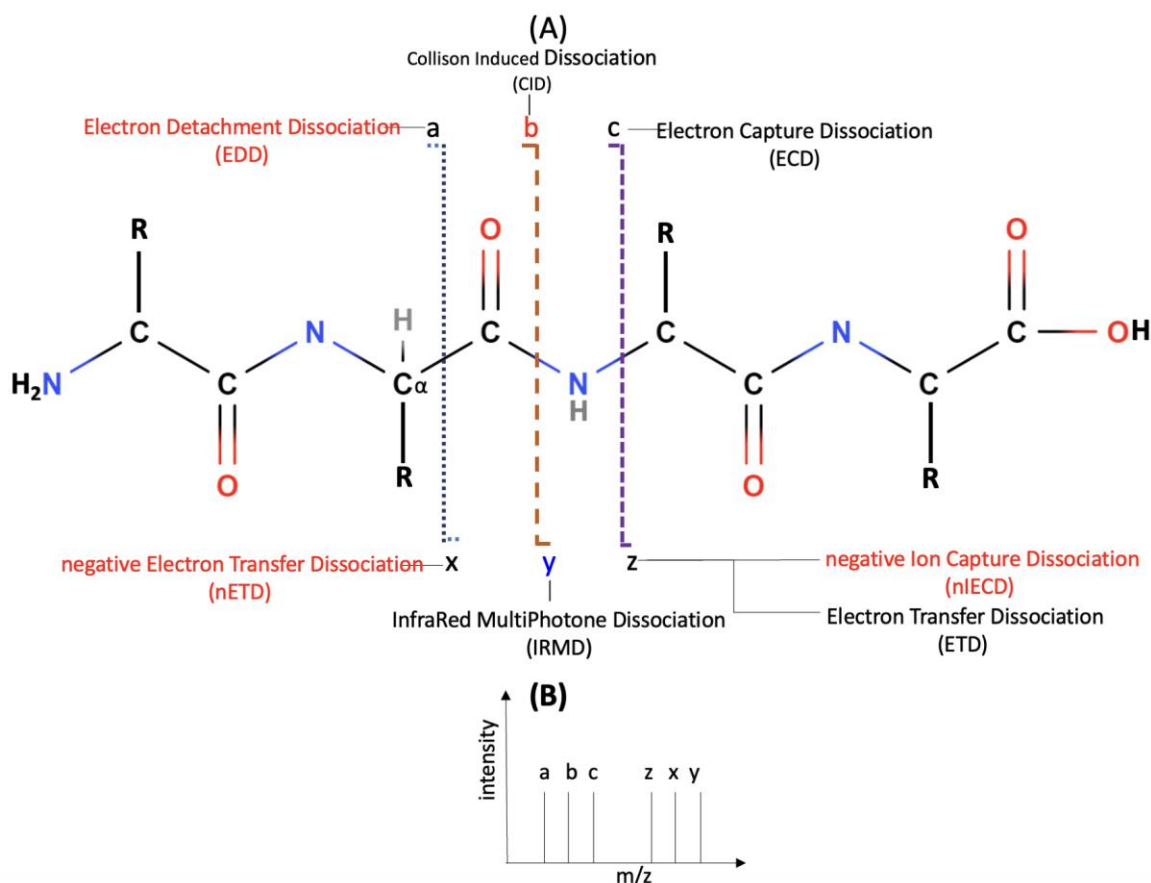 (A)
Collison Induced Dissociation
(CID)
Electron Detachment Dissociation
(EDD)
a
b
c
Electron Capture Dissociation
(ECD)
R
O
R
O
H
C
N
C
C
N
C
OH
H₂N
C
Cα
N
H
C
C
O
R
O
R
negative Electron Transfer Dissociation
(nETD)
x
y
z
negative Ion Capture Dissociation
(nIECD)
InfraRed MultiPhotone Dissociation
(IRMD)
Electron Transfer Dissociation
(ETD)
(B)
intensity
a b c z x y
m/z